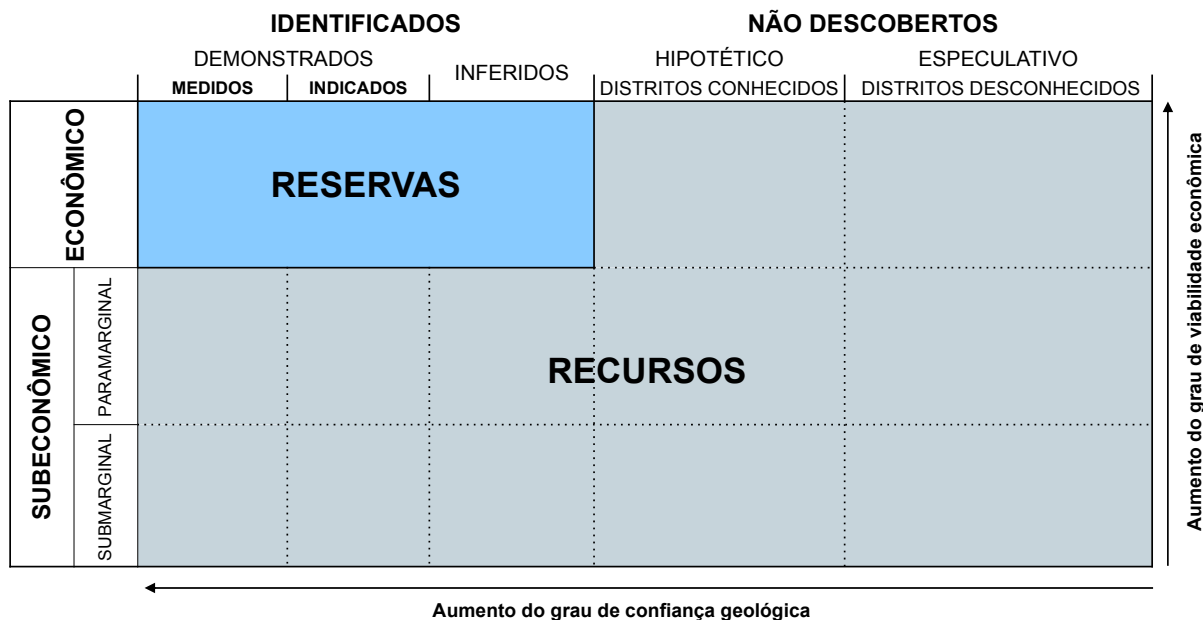 IDENTIFICADOS
NÃO DESCOBERTOS
DEMONSTRADOS
INFERIDOS
HIPOTÉTICO
ESPECULATIVO
MEDIDOS
INDICADOS
DISTRITOS CONHECIDOS
DISTRITOS DESCONHECIDOS
ECONÔMICO
RESERVAS
SUBECONÔMICO
PARAMARGINAL
RECURSOS
SUBMARGINAL
Aumento do grau de viabilidade econômica
Aumento do grau de confiança geológica